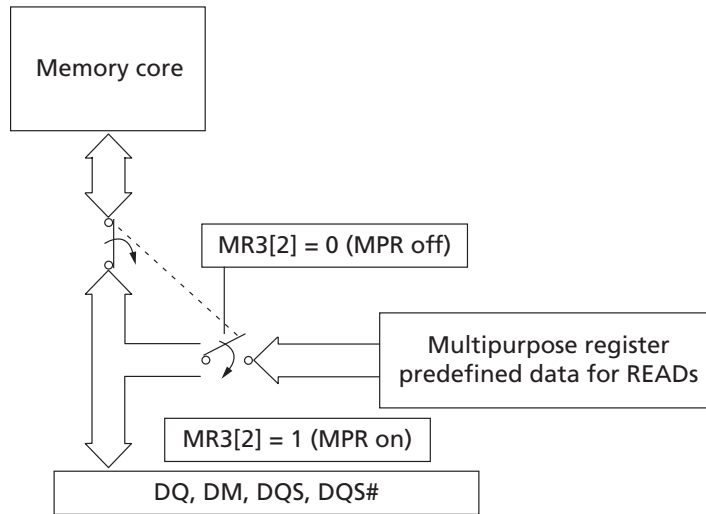 Memory core
MR3[2] = 0 (MPR off)
Multipurpose register
predefined data for READs
MR3[2] = 1 (MPR on)
DQ, DM, DQS, DQS#